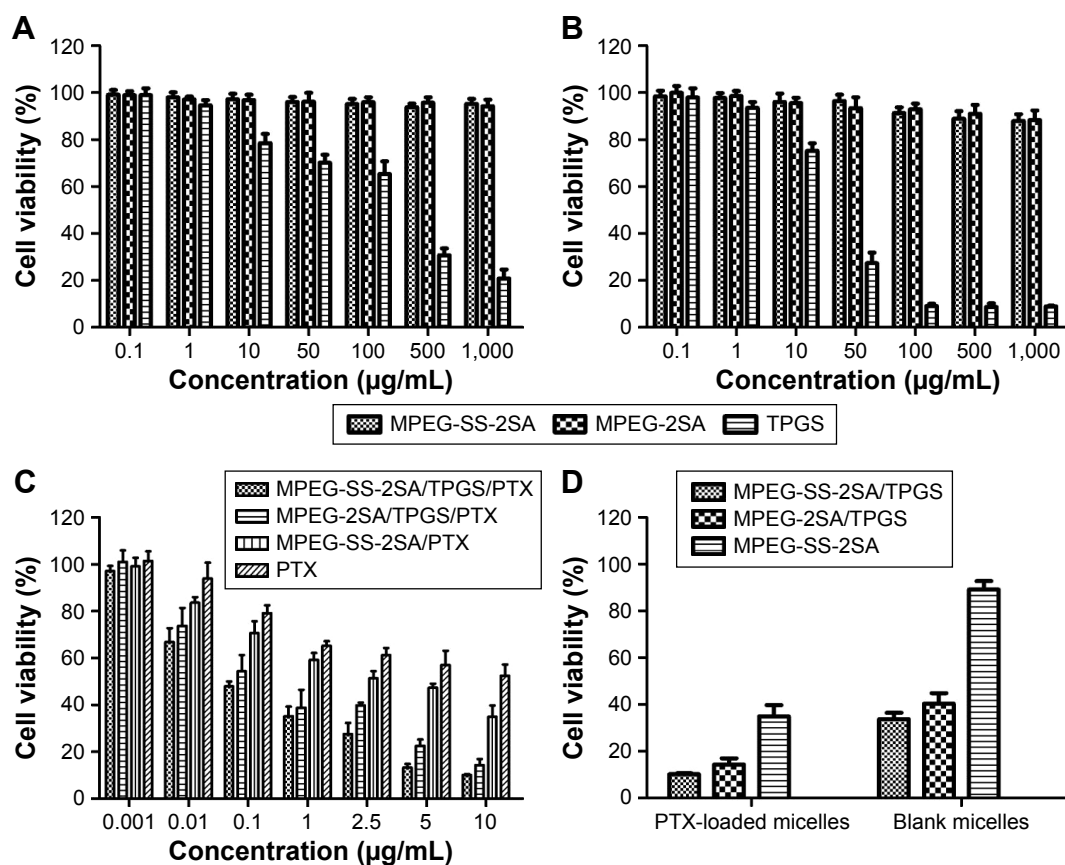 A
120
100
80
60
40
20
0
Cell viability (%)
0.1 1 10 50 100 500 1,000
Concentration (µg/mL)
B
120
100
80
60
40
20
0
Cell viability (%)
0.1 1 10 50 100 500 1,000
Concentration (µg/mL)
MPEG-SS-2SA MPEG-2SA TPGS
C
MPEG-SS-2SA/TPGS/PTX
MPEG-2SA/TPGS/PTX
MPEG-SS-2SA/PTX
PTX
120
100
80
60
40
20
0
Cell viability (%)
0.001 0.01 0.1 1 2.5 5 10
Concentration (µg/mL)
D
MPEG-SS-2SA/TPGS
MPEG-2SA/TPGS
MPEG-SS-2SA
120
100
80
60
40
20
0
Cell viability (%)
PTX-loaded micelles Blank micelles